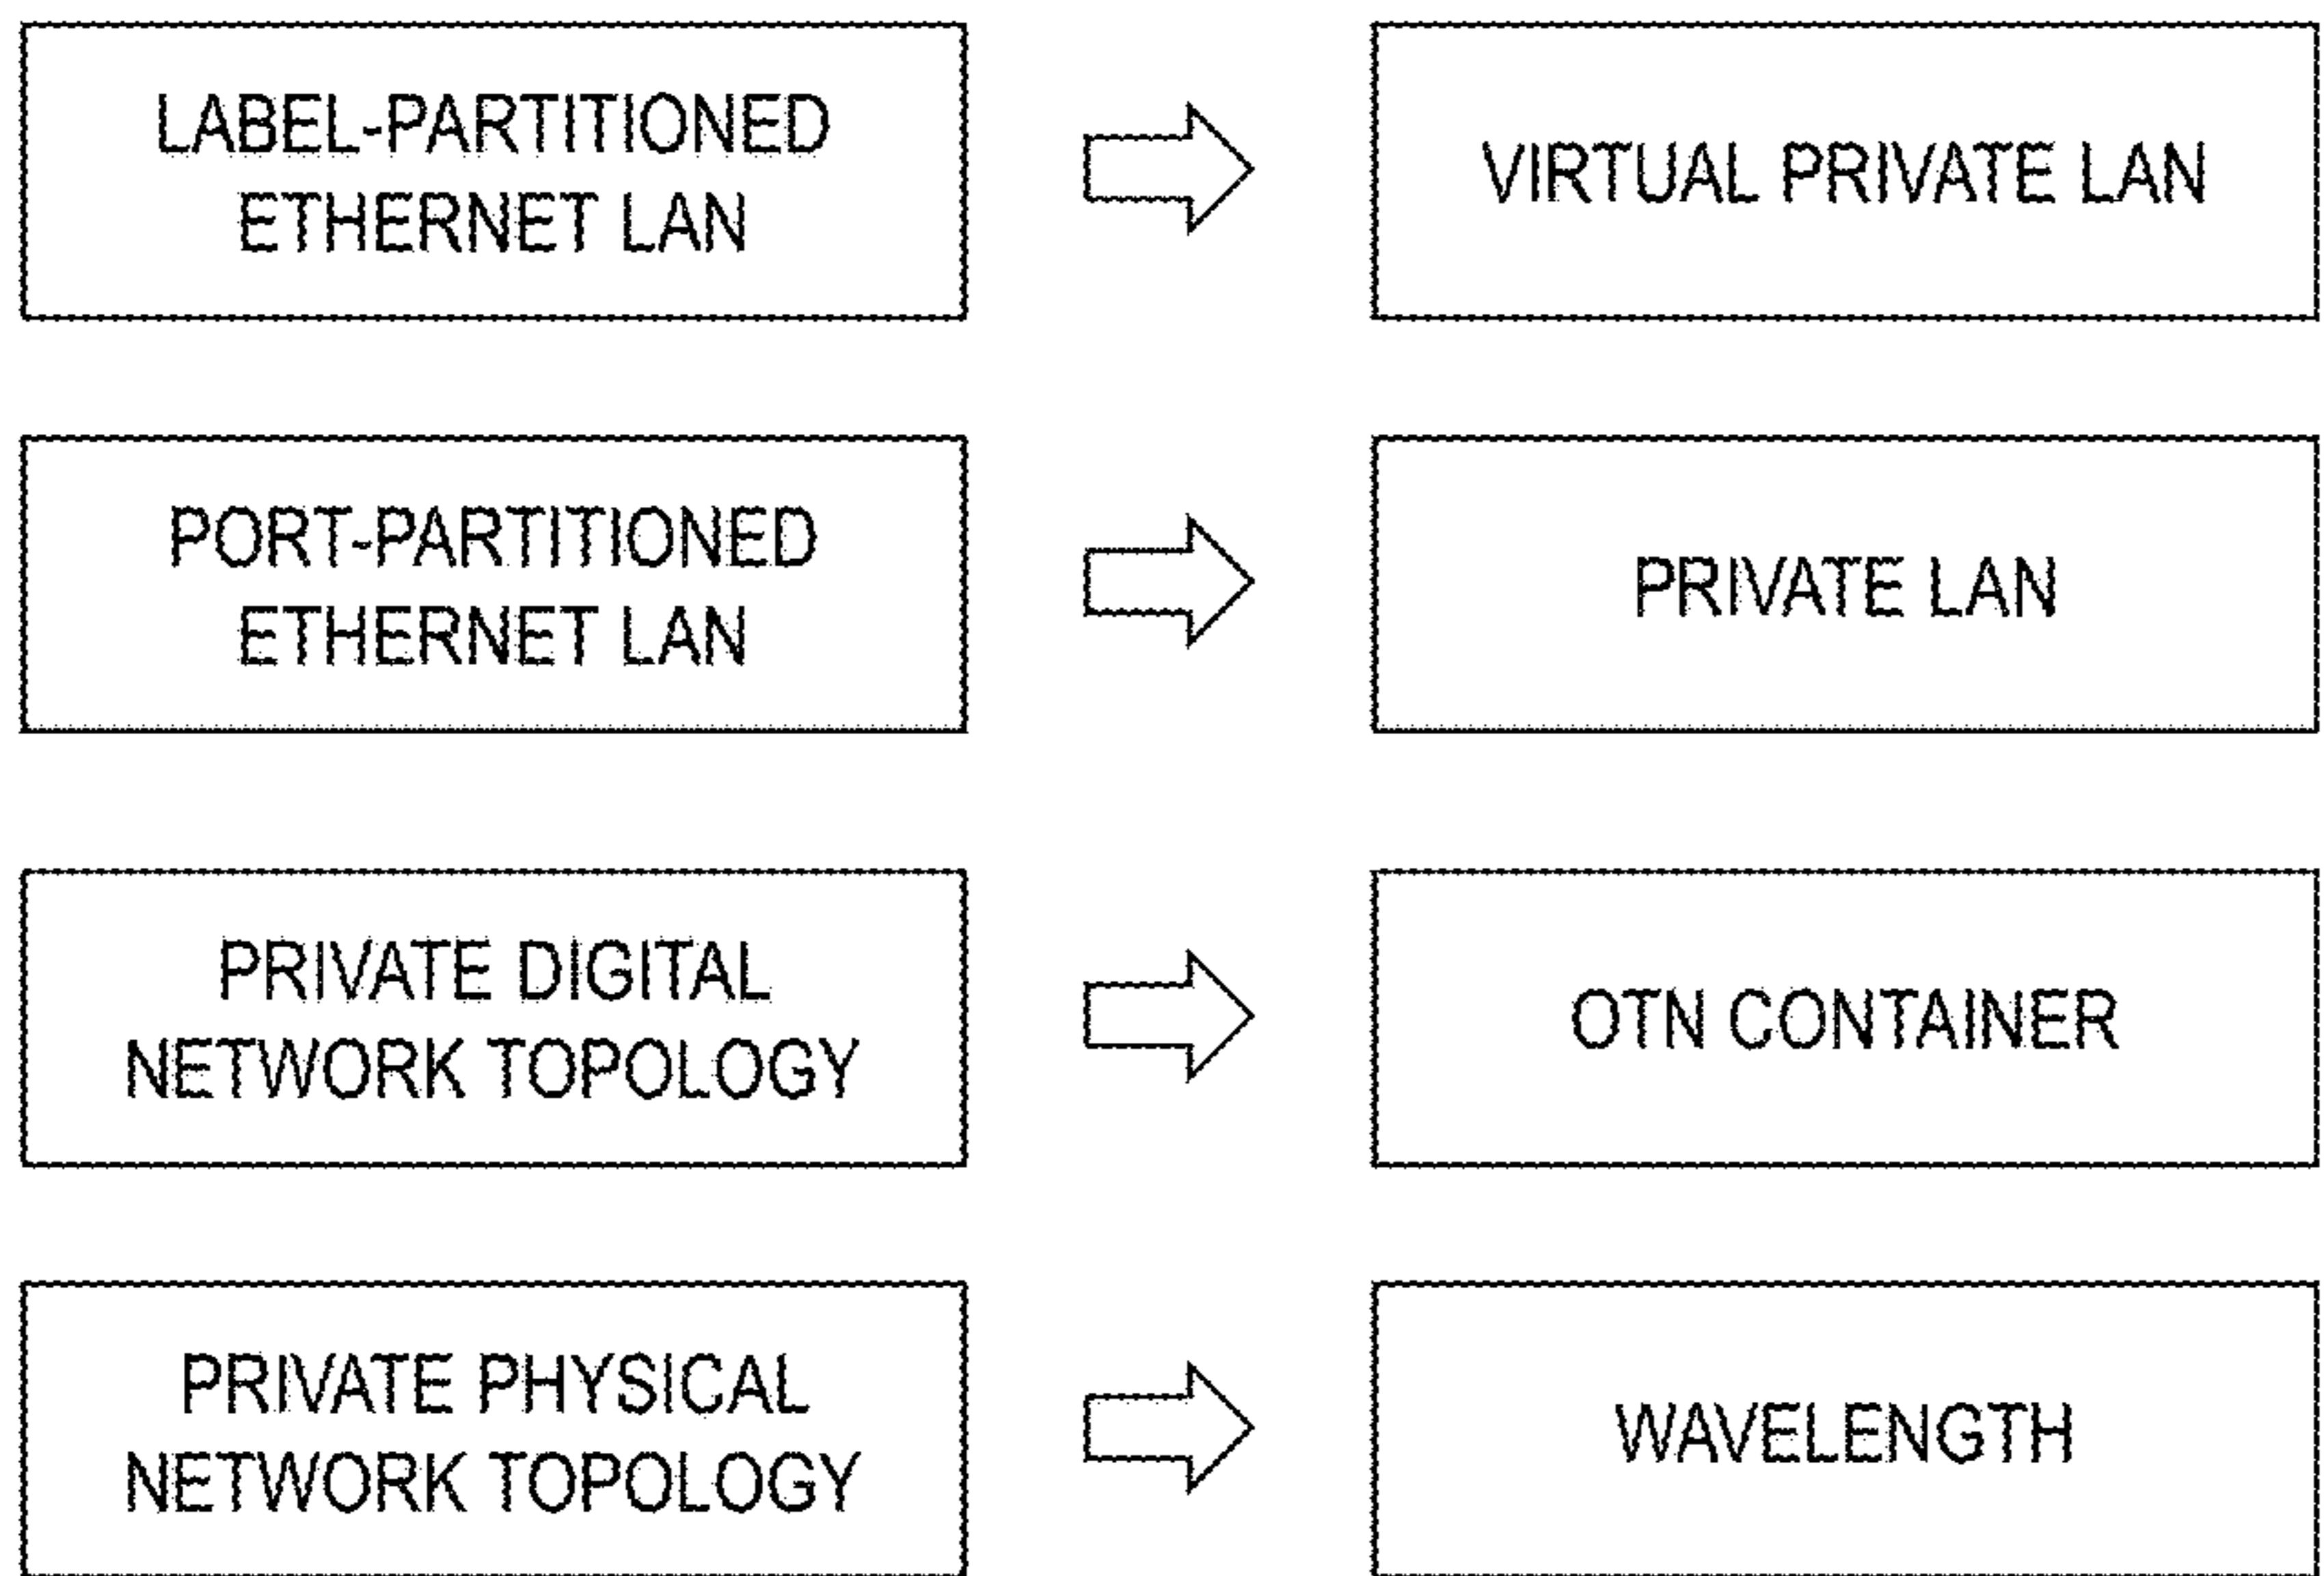 LABEL-PARTITIONED
ETHERNET LAN
VIRTUAL PRIVATE LAN
PORT-PARTITIONED
ETHERNET LAN
PRIVATE LAN
PRIVATE DIGITAL
NETWORK TOPOLOGY
OTN CONTAINER
PRIVATE PHYSICAL
NETWORK TOPOLOGY
WAVELENGTH